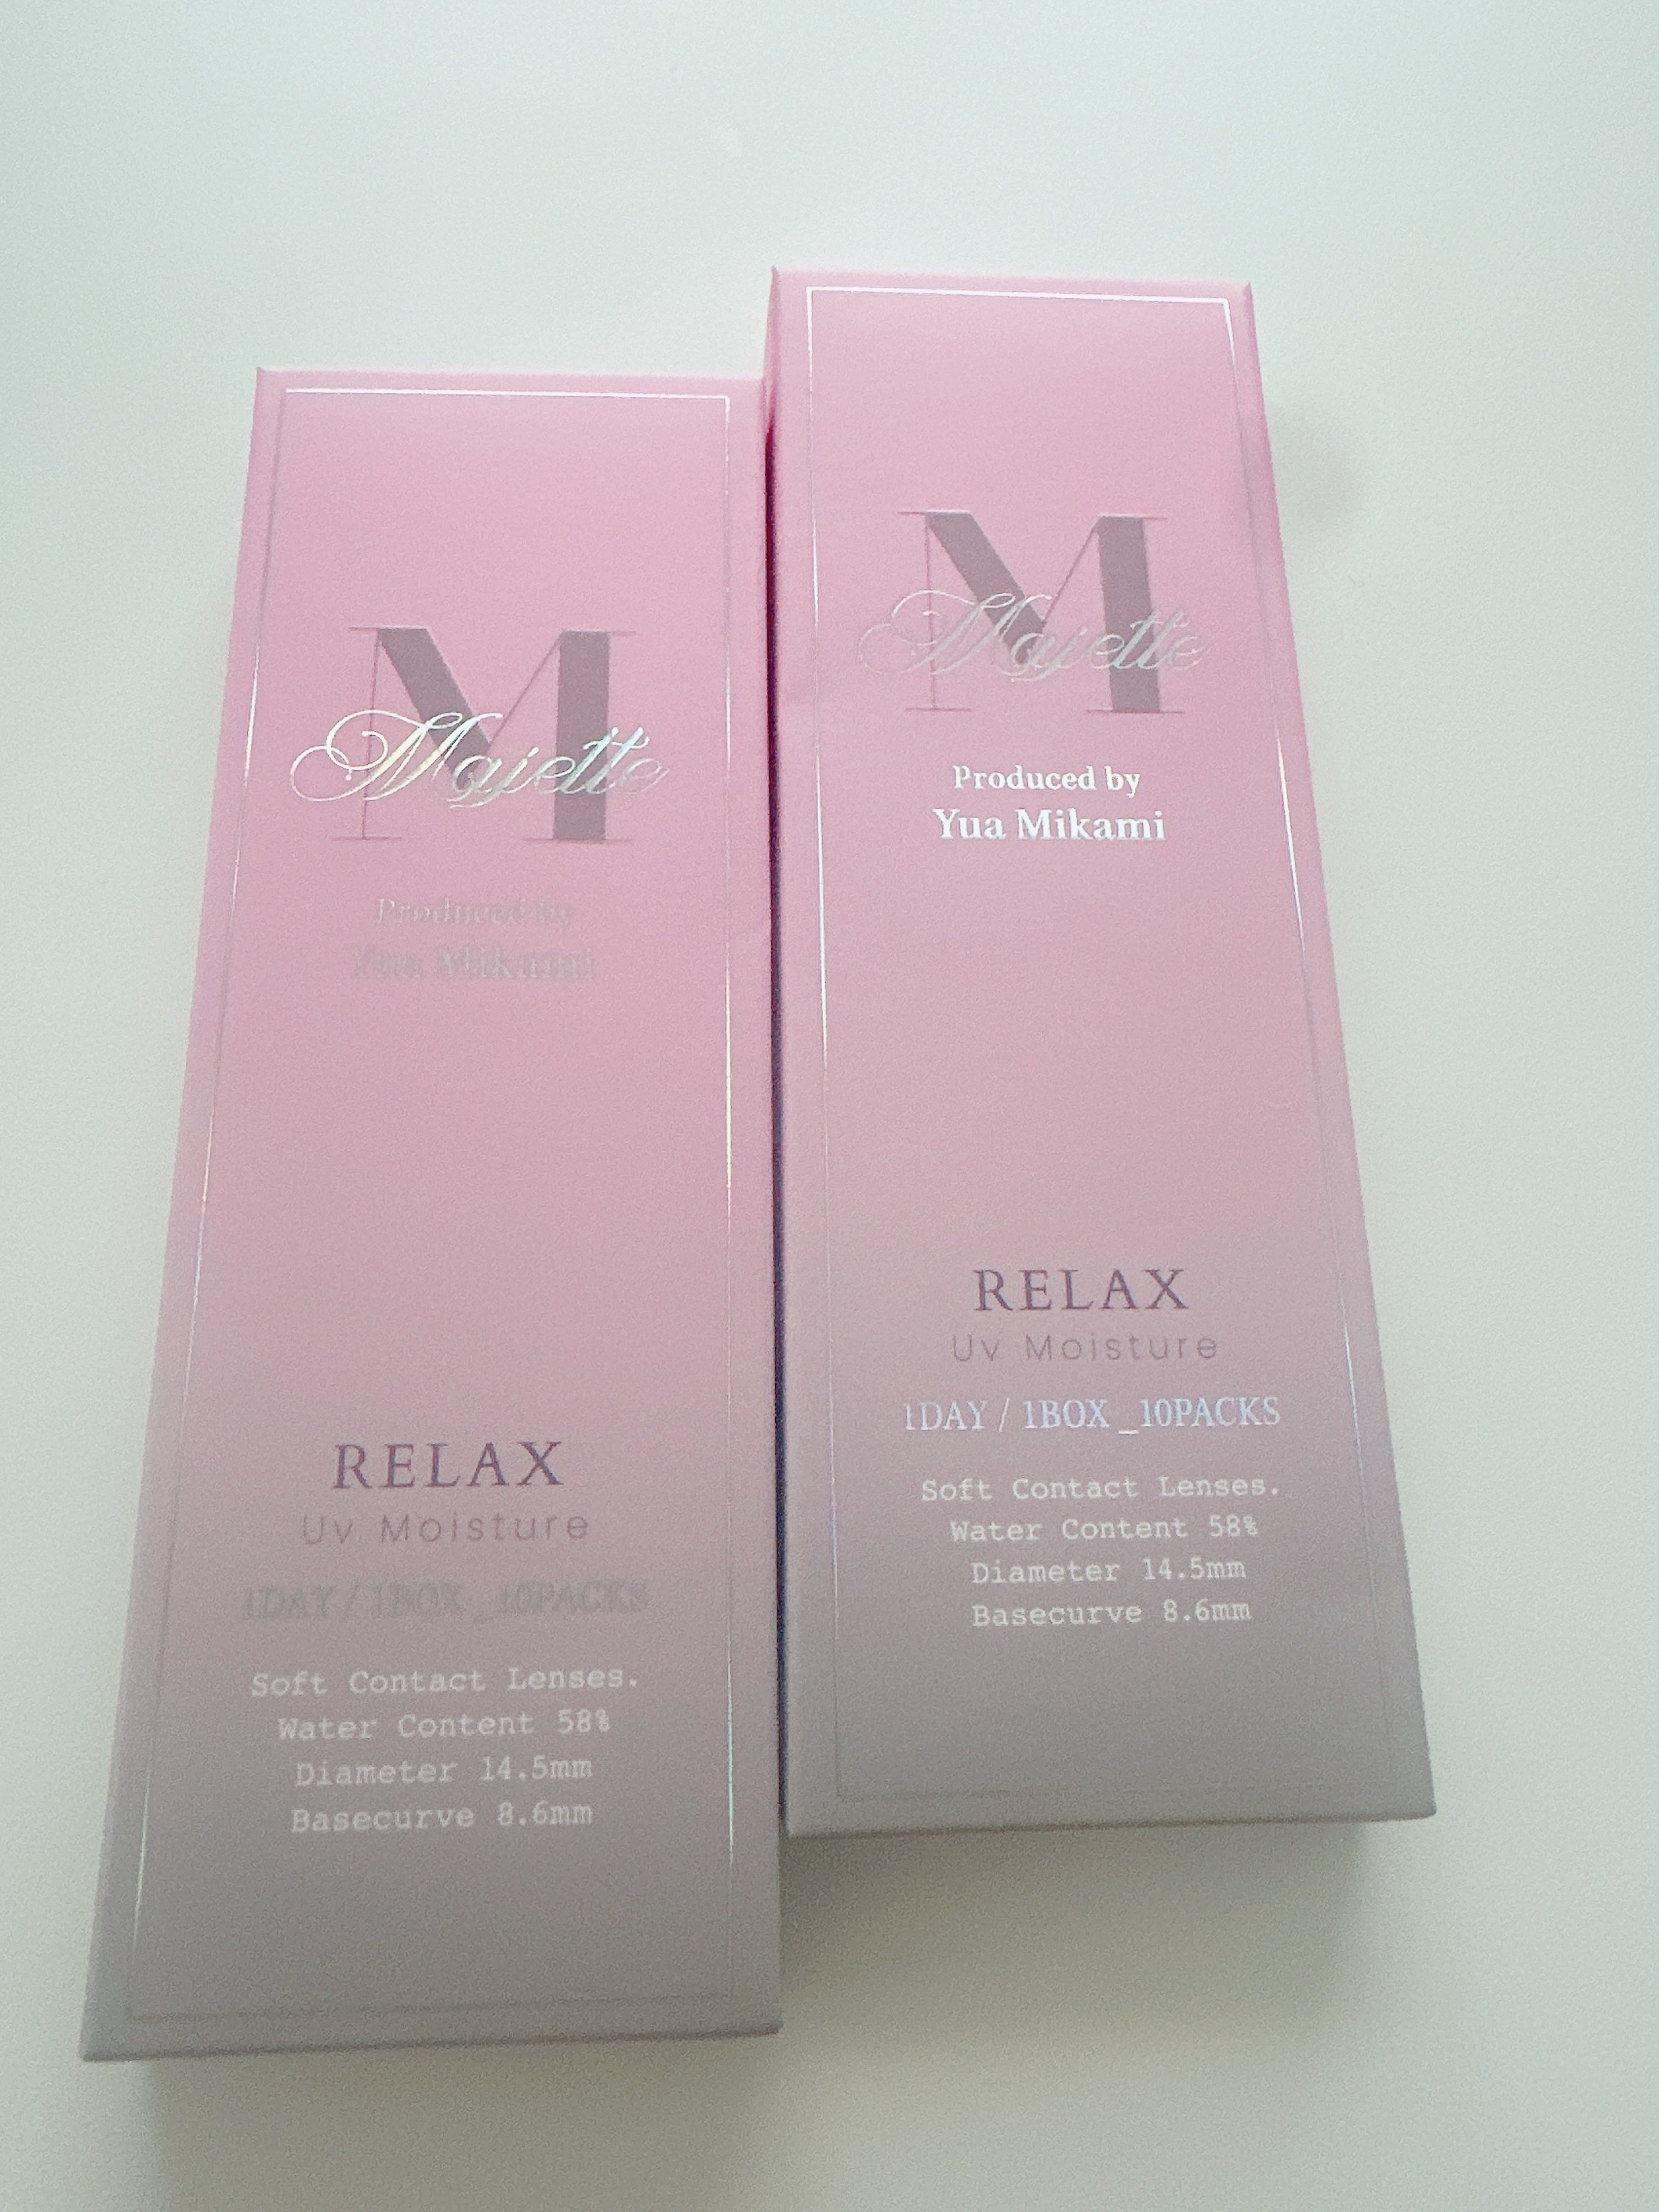 M
Majette
Produced by
Yua Mikami
RELAX
Uv Moisture
1DAY / 1BOX _10PACKS
Soft Contact Lenses.
Water Content 58%
Diameter 14.5mm
Basecurve 8.6mm
M
Majette
Produced by
Yua Mikami
RELAX
Uv Moisture
1DAY / 1BOX _10PACKS
Soft Contact Lenses.
Water Content 58%
Diameter 14.5mm
Basecurve 8.6mm